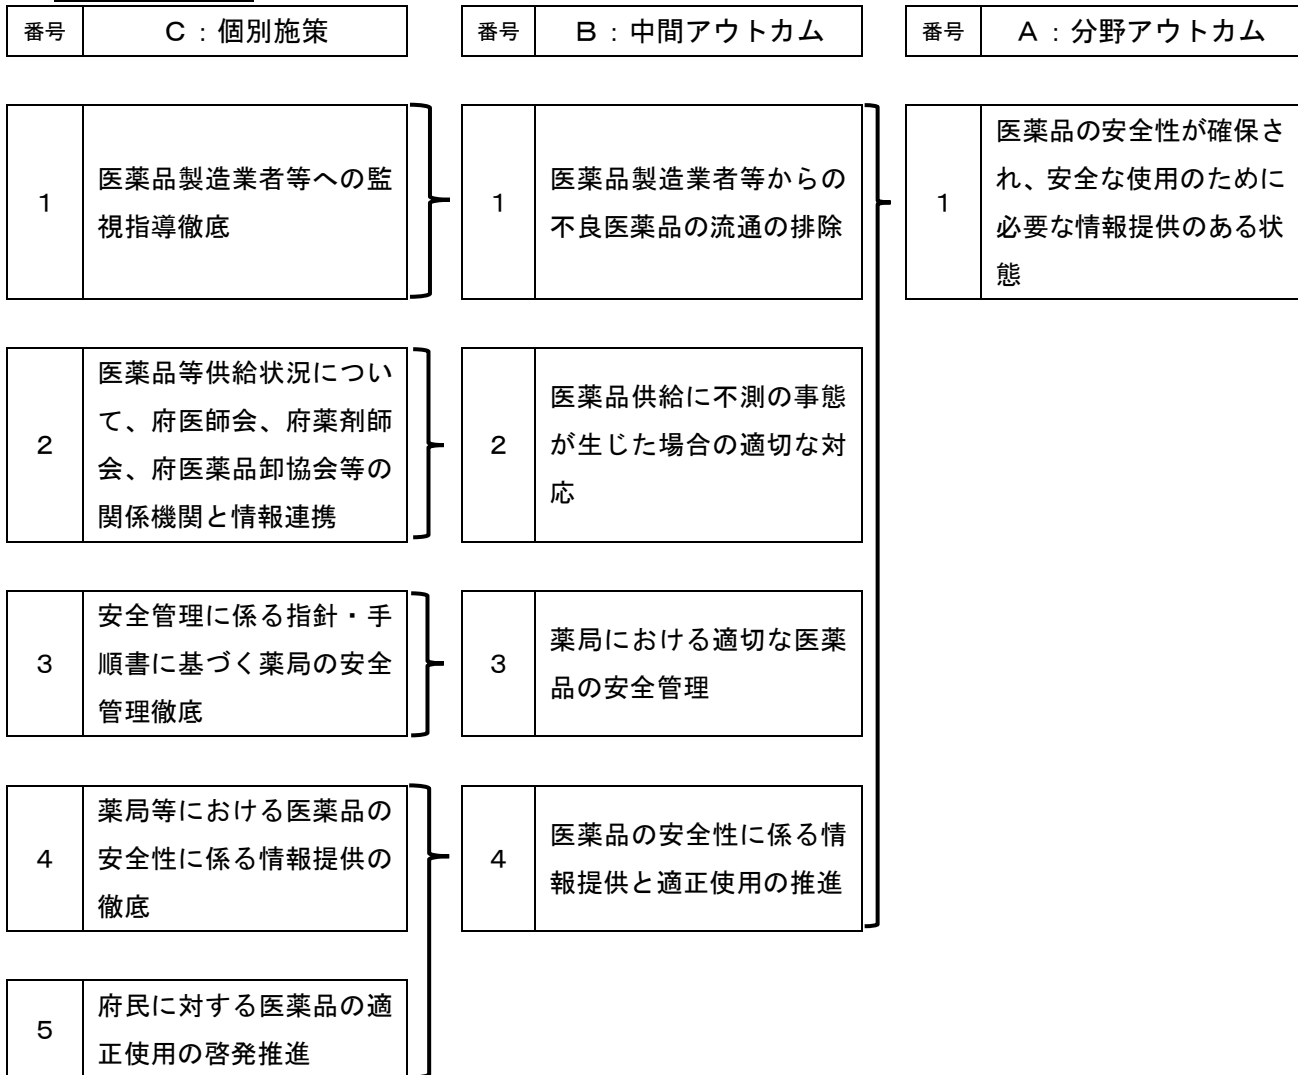 番号 C:個別施策 番号 B:中間アウトカム 番号 A:分野アウトカム
1
医薬品製造業者等への監
視指導徹底
1
医薬品製造業者等からの
不良医薬品の流通の排除
1
医薬品の安全性が確保さ
れ、安全な使用のために
必要な情報提供のある状
態
2
医薬品等供給状況につい
て、府医師会、府薬剤師
会、府医薬品卸協会等の
関係機関と情報連携
2
医薬品供給に不測の事態
が生じた場合の適切な対
応
3
安全管理に係る指針・手
順書に基づく薬局の安全
管理徹底
3
薬局における適切な医薬
品の安全管理
4
薬局等における医薬品の
安全性に係る情報提供の
徹底
4
医薬品の安全性に係る情
報提供と適正使用の推進
5
府民に対する医薬品の適
正使用の啓発推進